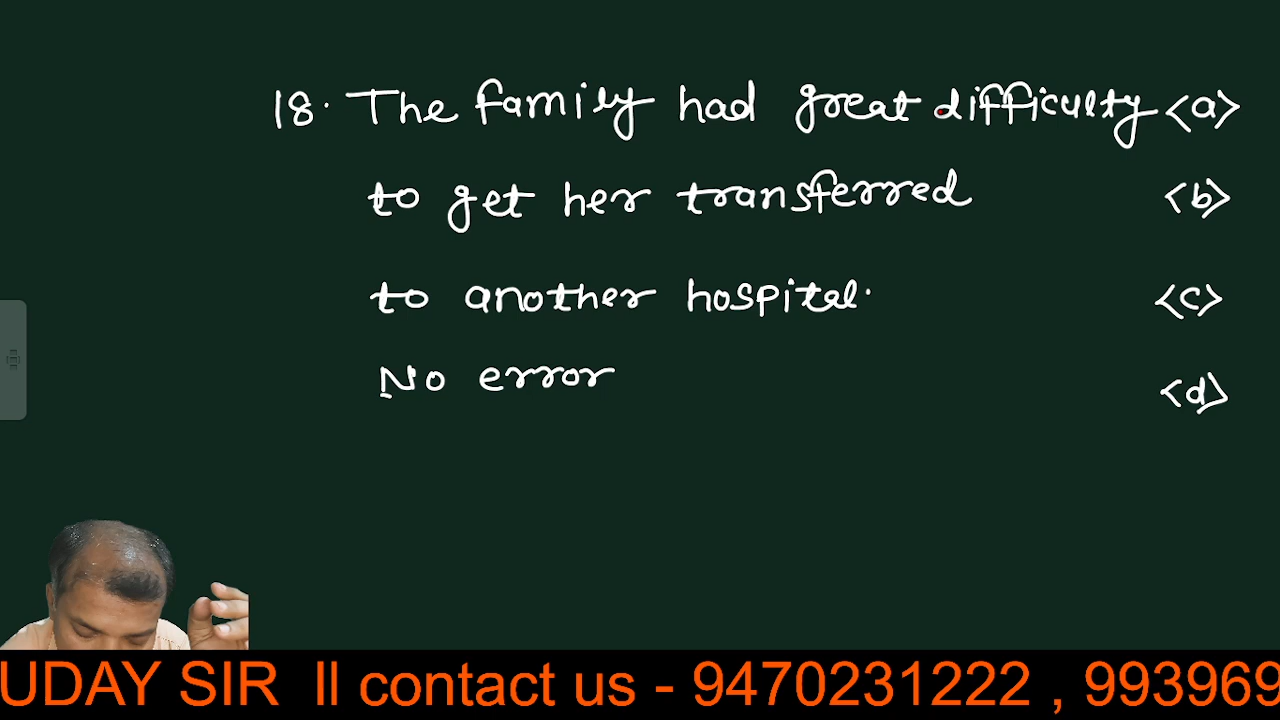 18. The family had great difficulty <a>
to get her transferred <b>
to another hospital. <c>
No error <d>
UDAY SIR ll contact us - 9470231222 , 993969